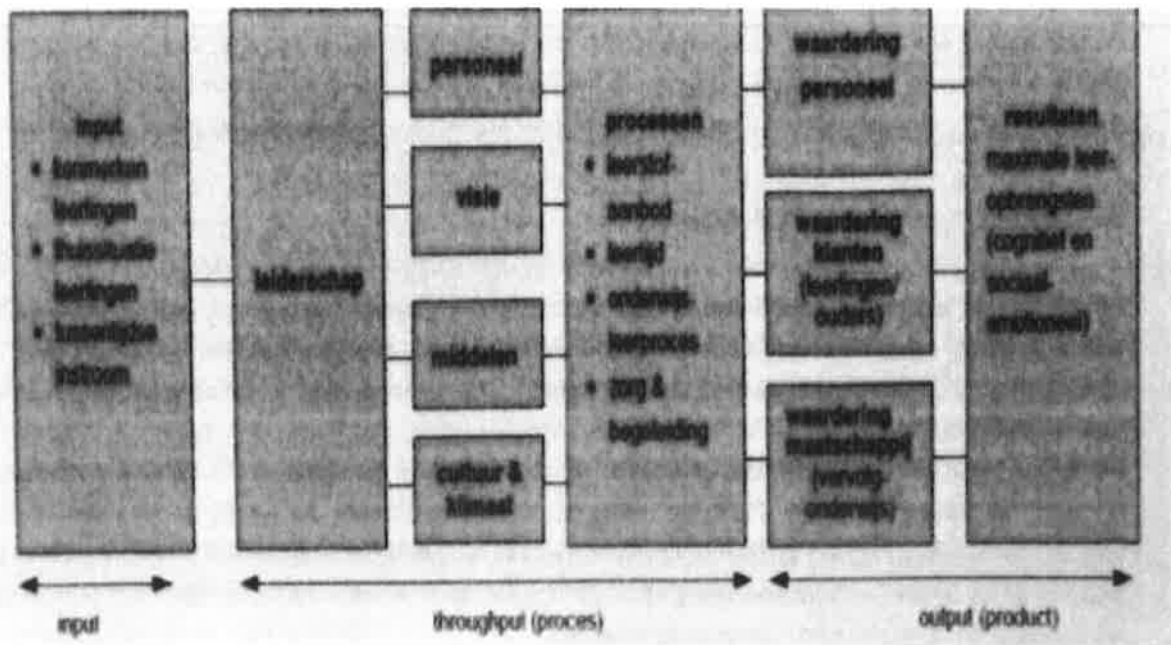 input
• kenmerken
leerlingen
• thuissituatie
leerlingen
• tussentijdse
instroom
leiderschap
personeel
visie
middelen
cultuur &
klimaat
processen
• leerstof-
aanbod
• leertijd
• onderwijs-
leerproces
• zorg &
begeleiding
waardering
personeel
waardering
klanten
(leerlingen/
ouders)
waardering
maatschappij
(vervolg-
onderwijs)
resultaten
maximale leer-
opbrengsten
(cognitief en
sociaal-
emotioneel)
input
throughput (proces)
output (product)